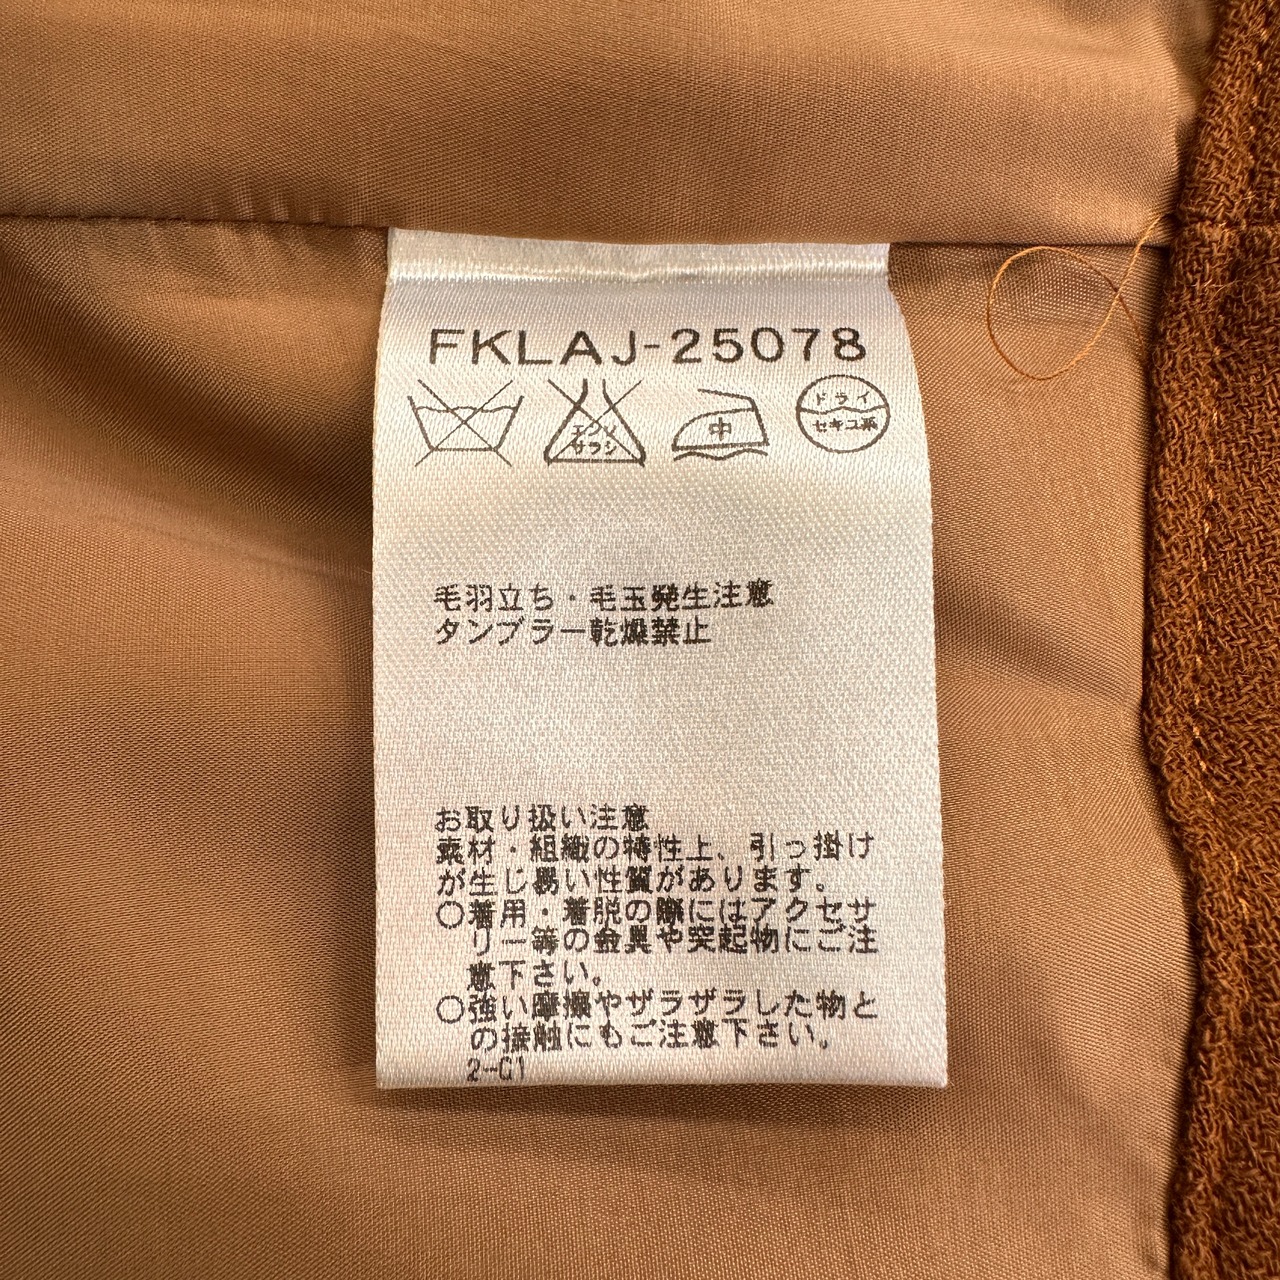 FKLAJ-25078
エンソ
サラシ
中
ドライ
セキユ系
毛羽立ち・毛玉発生注意
タンブラー乾燥禁止
お取り扱い注意
素材・組織の特性上、引っ掛け
が生じ易い性質があります。
○着用・着脱の際にはアクセサ
リー等の金具や突起物にご注
意下さい。
○強い摩擦やザラザラした物と
の接触にもご注意下さい。
2-C1